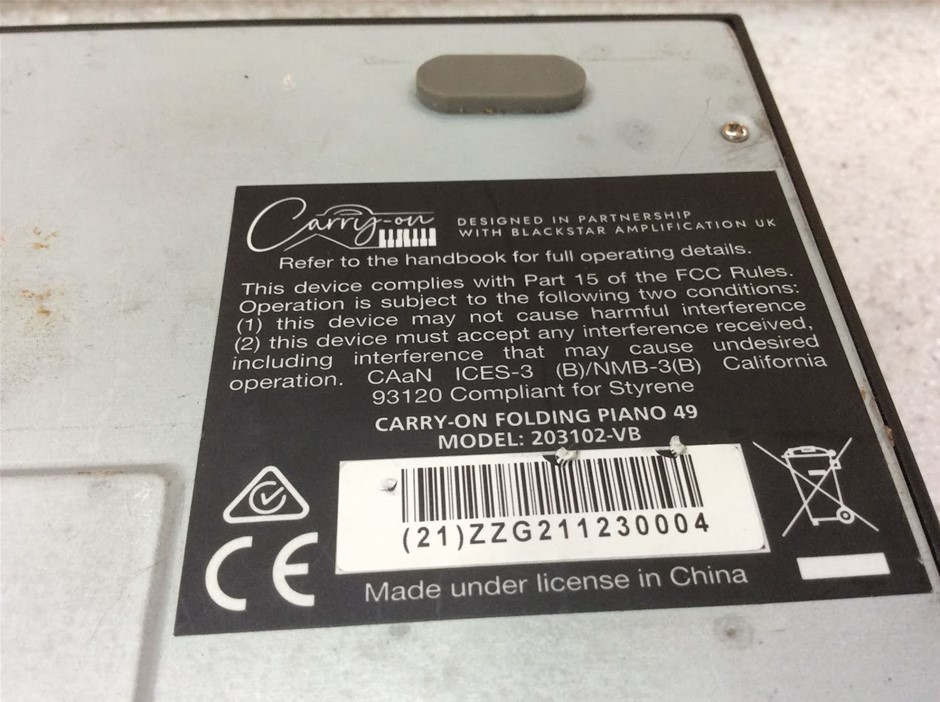 Carry-on
DESIGNED IN PARTNERSHIP
WITH BLACKSTAR AMPLIFICATION UK
Refer to the handbook for full operating details.
This device complies with Part 15 of the FCC Rules.
Operation is subject to the following two conditions:
(1) this device may not cause harmful interference
(2) this device must accept any interference received,
including interference that may cause undesired
operation. CAaN ICES-3 (B)/NMB-3(B) California
93120 Compliant for Styrene
CARRY-ON FOLDING PIANO 49
MODEL: 203102-VB
(21)ZZG211230004
CE
Made under license in China